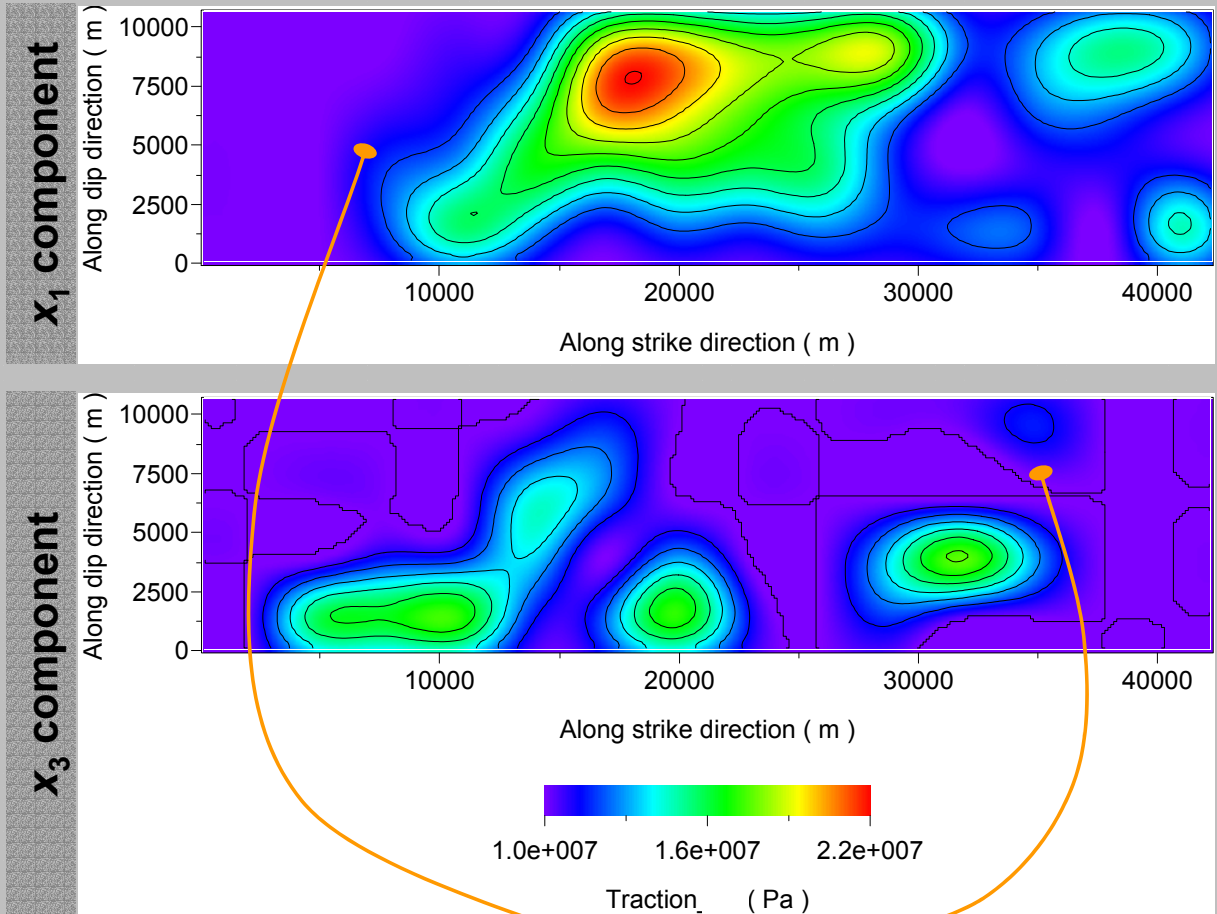 x1 component
Along dip direction ( m )
10000
7500
5000
2500
0
10000 20000 30000 40000
Along strike direction ( m )
x3 component
Along dip direction ( m )
10000
7500
5000
2500
0
10000 20000 30000 40000
Along strike direction ( m )
1.0e+007 1.6e+007 2.2e+007
Traction_ ( Pa )